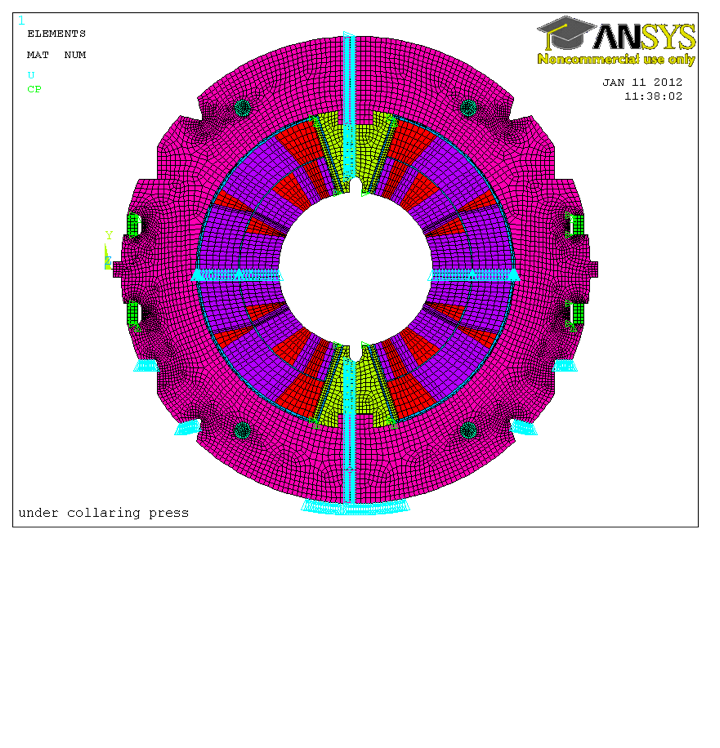 1
ELEMENTS
MAT NUM
U
CP
ANSYS
Noncommercial use only
JAN 11 2012
11:38:02
Y
Z
under collaring press